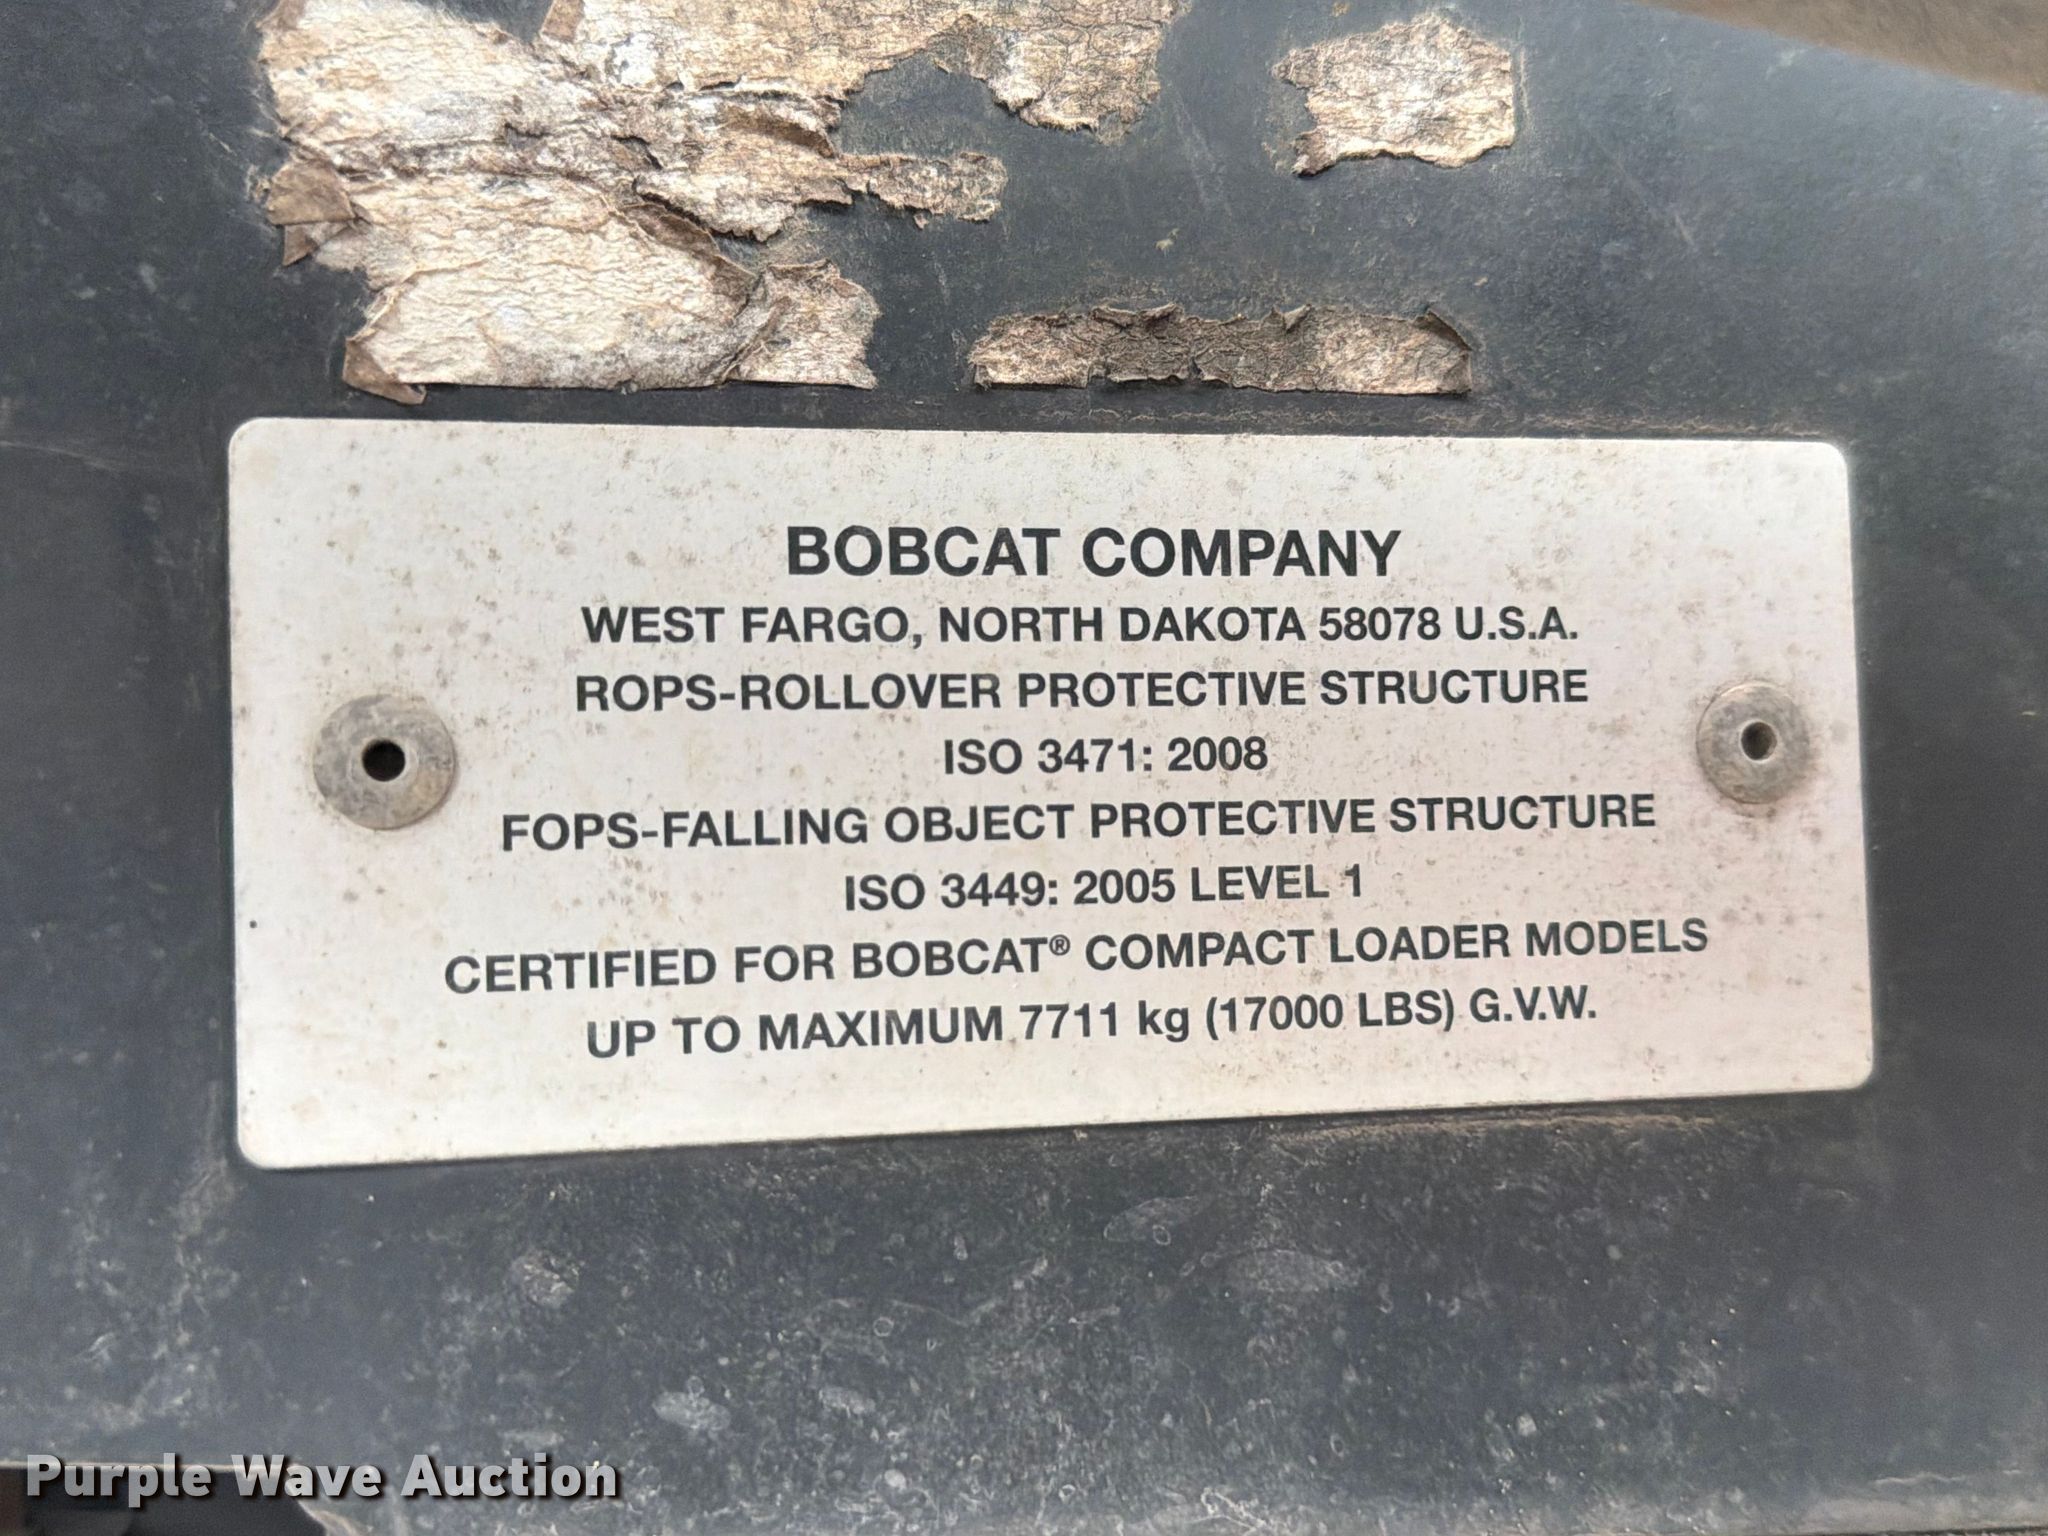 BOBCAT COMPANY
WEST FARGO, NORTH DAKOTA 58078 U.S.A.
ROPS-ROLLOVER PROTECTIVE STRUCTURE
ISO 3471: 2008
FOPS-FALLING OBJECT PROTECTIVE STRUCTURE
ISO 3449: 2005 LEVEL 1
CERTIFIED FOR BOBCAT® COMPACT LOADER MODELS
UP TO MAXIMUM 7711 kg (17000 LBS) G.V.W.
Purple Wave Auction